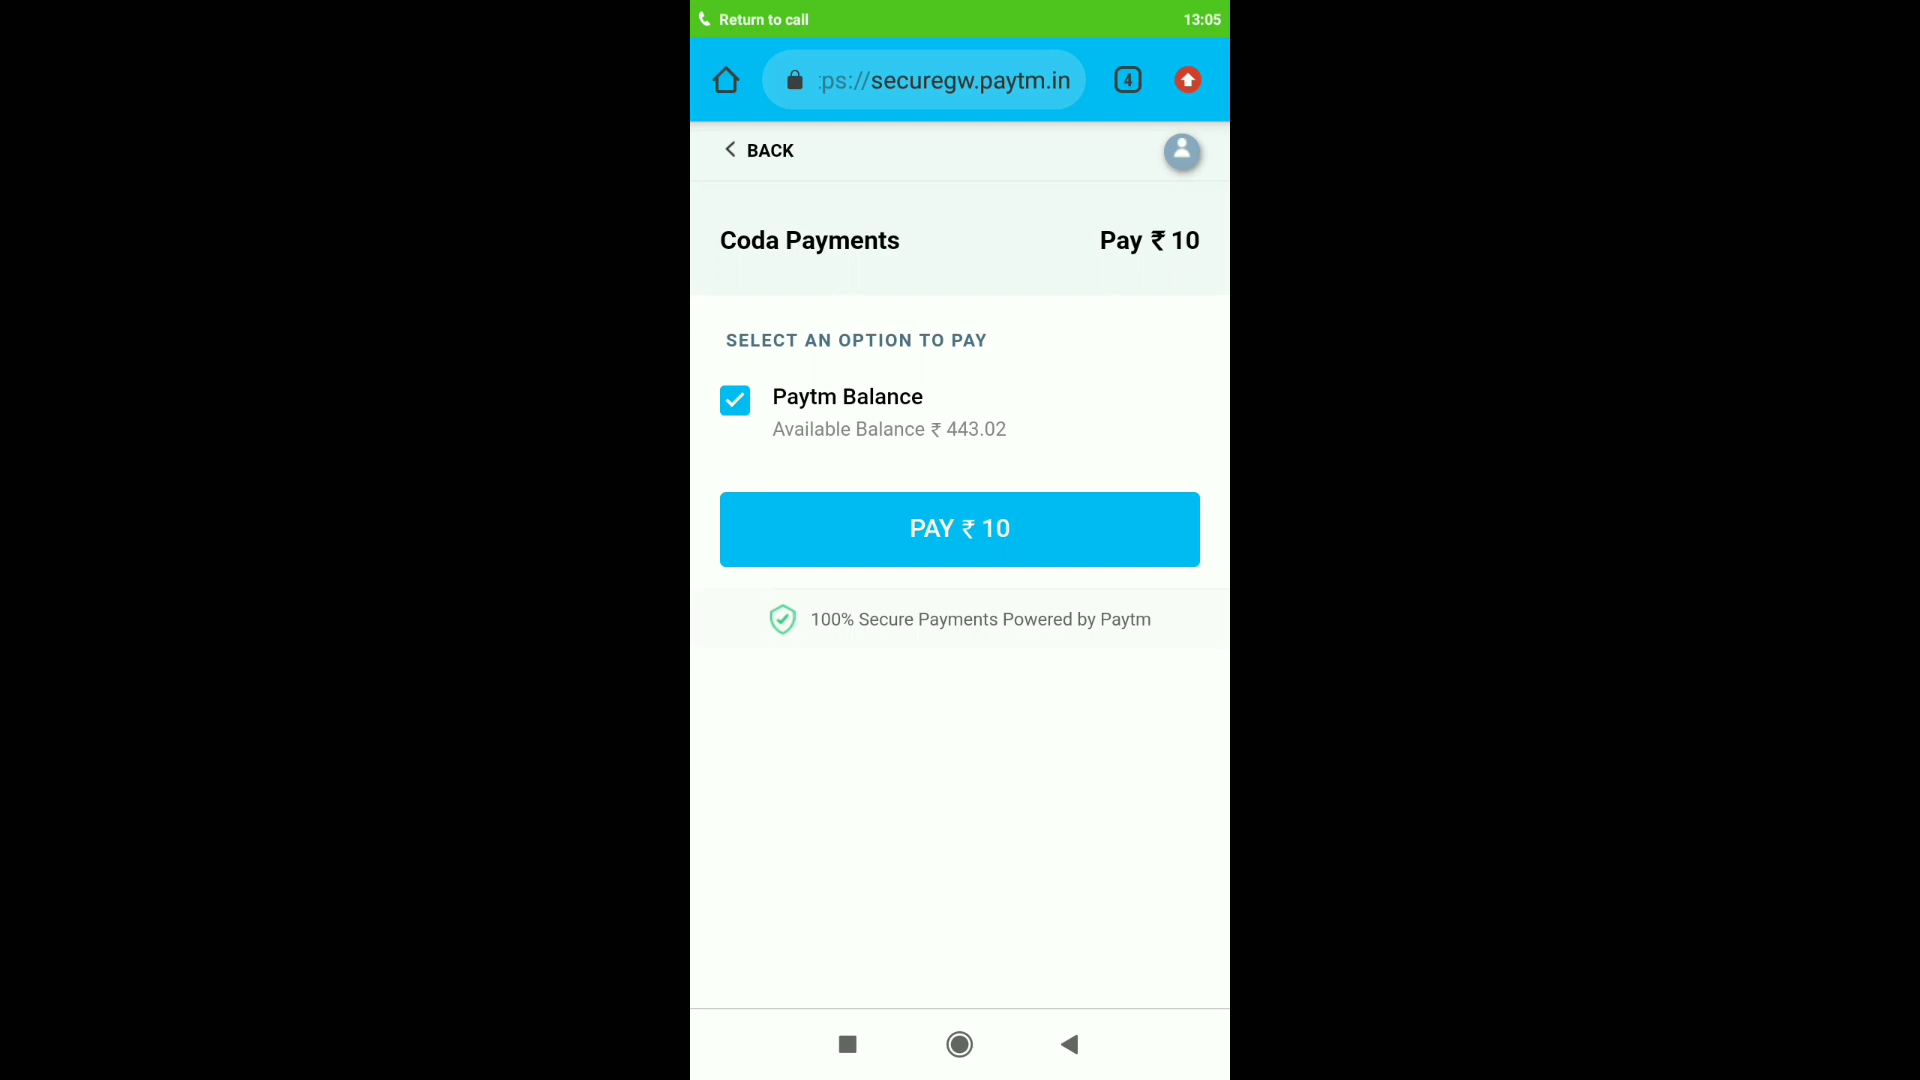 Return to call 13:05
ps://securegw.paytm.in 4
BACK
Coda Payments Pay ₹ 10
SELECT AN OPTION TO PAY
Paytm Balance
Available Balance ₹ 443.02
PAY ₹ 10
100% Secure Payments Powered by Paytm